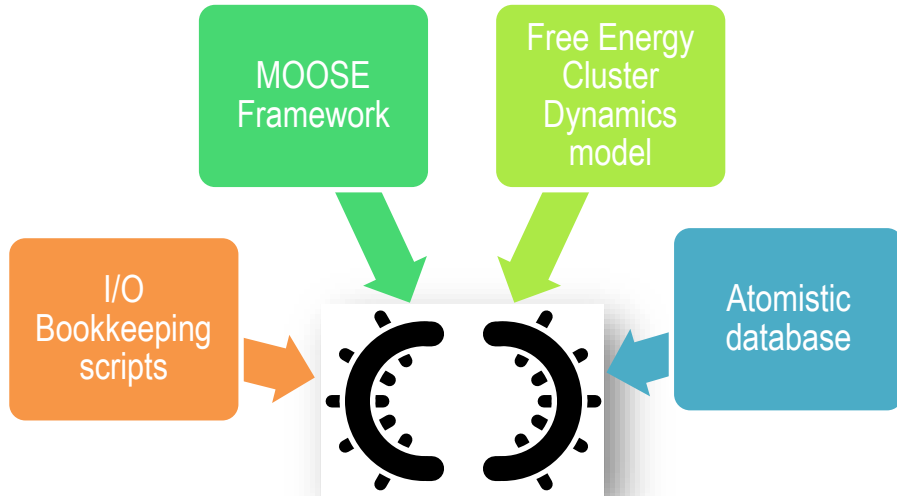 MOOSE
Framework
Free Energy
Cluster
Dynamics
model
I/O
Bookkeeping
scripts
Atomistic
database